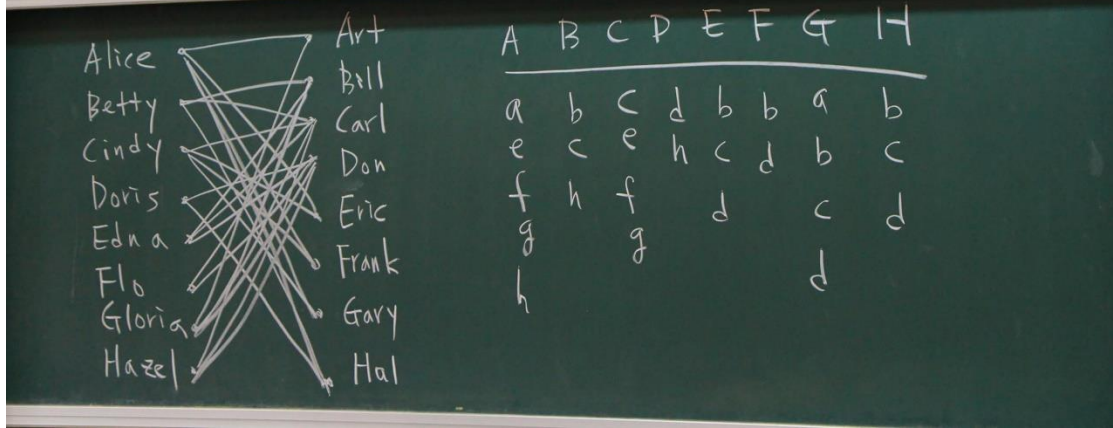 Alice
Betty
Cindy
Doris
Edna
Flo
Gloria
Hazel
Art
Bill
Carl
Don
Eric
Frank
Gary
Hal
A B C D E F G H
a b c d b b a b
e c e h c d b c
f h f d c d
g g d
h